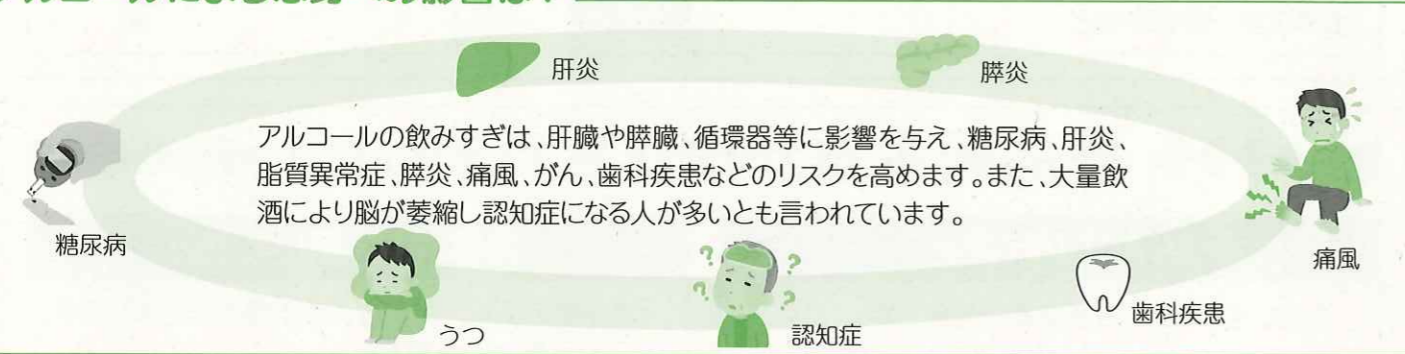 肝炎
膵炎
アルコールの飲みすぎは、肝臓や膵臓、循環器等に影響を与え、糖尿病、肝炎、
脂質異常症、膵炎、痛風、がん、歯科疾患などのリスクを高めます。また、大量飲
酒により脳が萎縮し認知症になる人が多いとも言われています。
糖尿病
痛風
歯科疾患
うつ
認知症